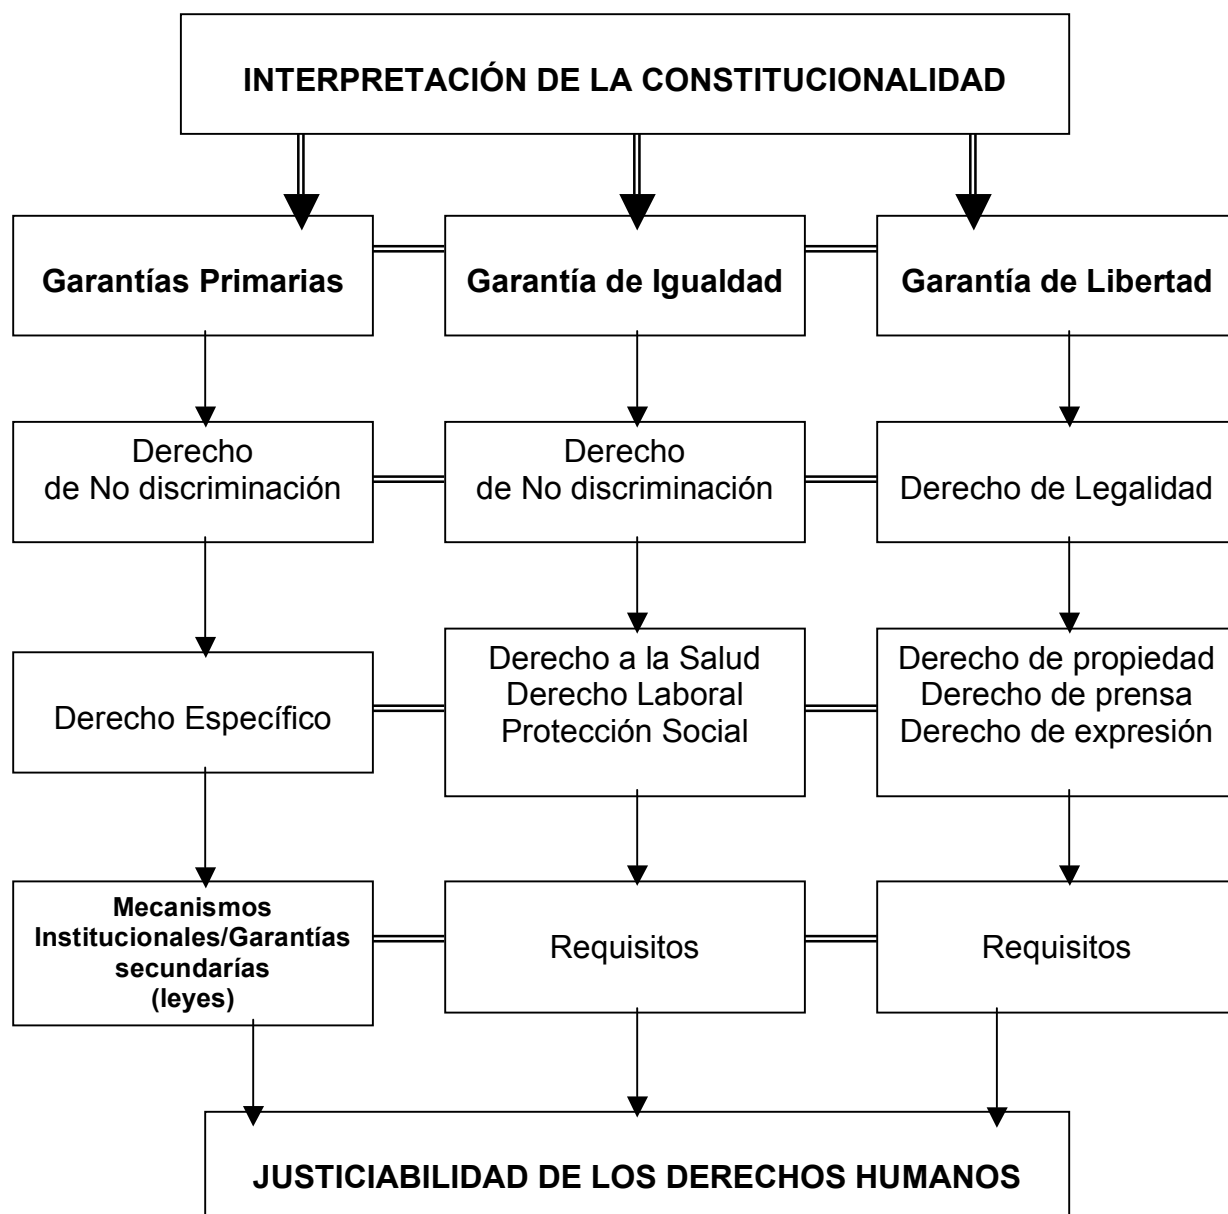 INTERPRETACIÓN DE LA CONSTITUCIONALIDAD
Garantías Primarias
Garantía de Igualdad
Garantía de Libertad
Derecho
de No discriminación
Derecho
de No discriminación
Derecho de Legalidad
Derecho Específico
Derecho a la Salud
Derecho Laboral
Protección Social
Derecho de propiedad
Derecho de prensa
Derecho de expresión
Mecanismos
Institucionales/Garantías
secundarías
(leyes)
Requisitos
Requisitos
JUSTICIABILIDAD DE LOS DERECHOS HUMANOS